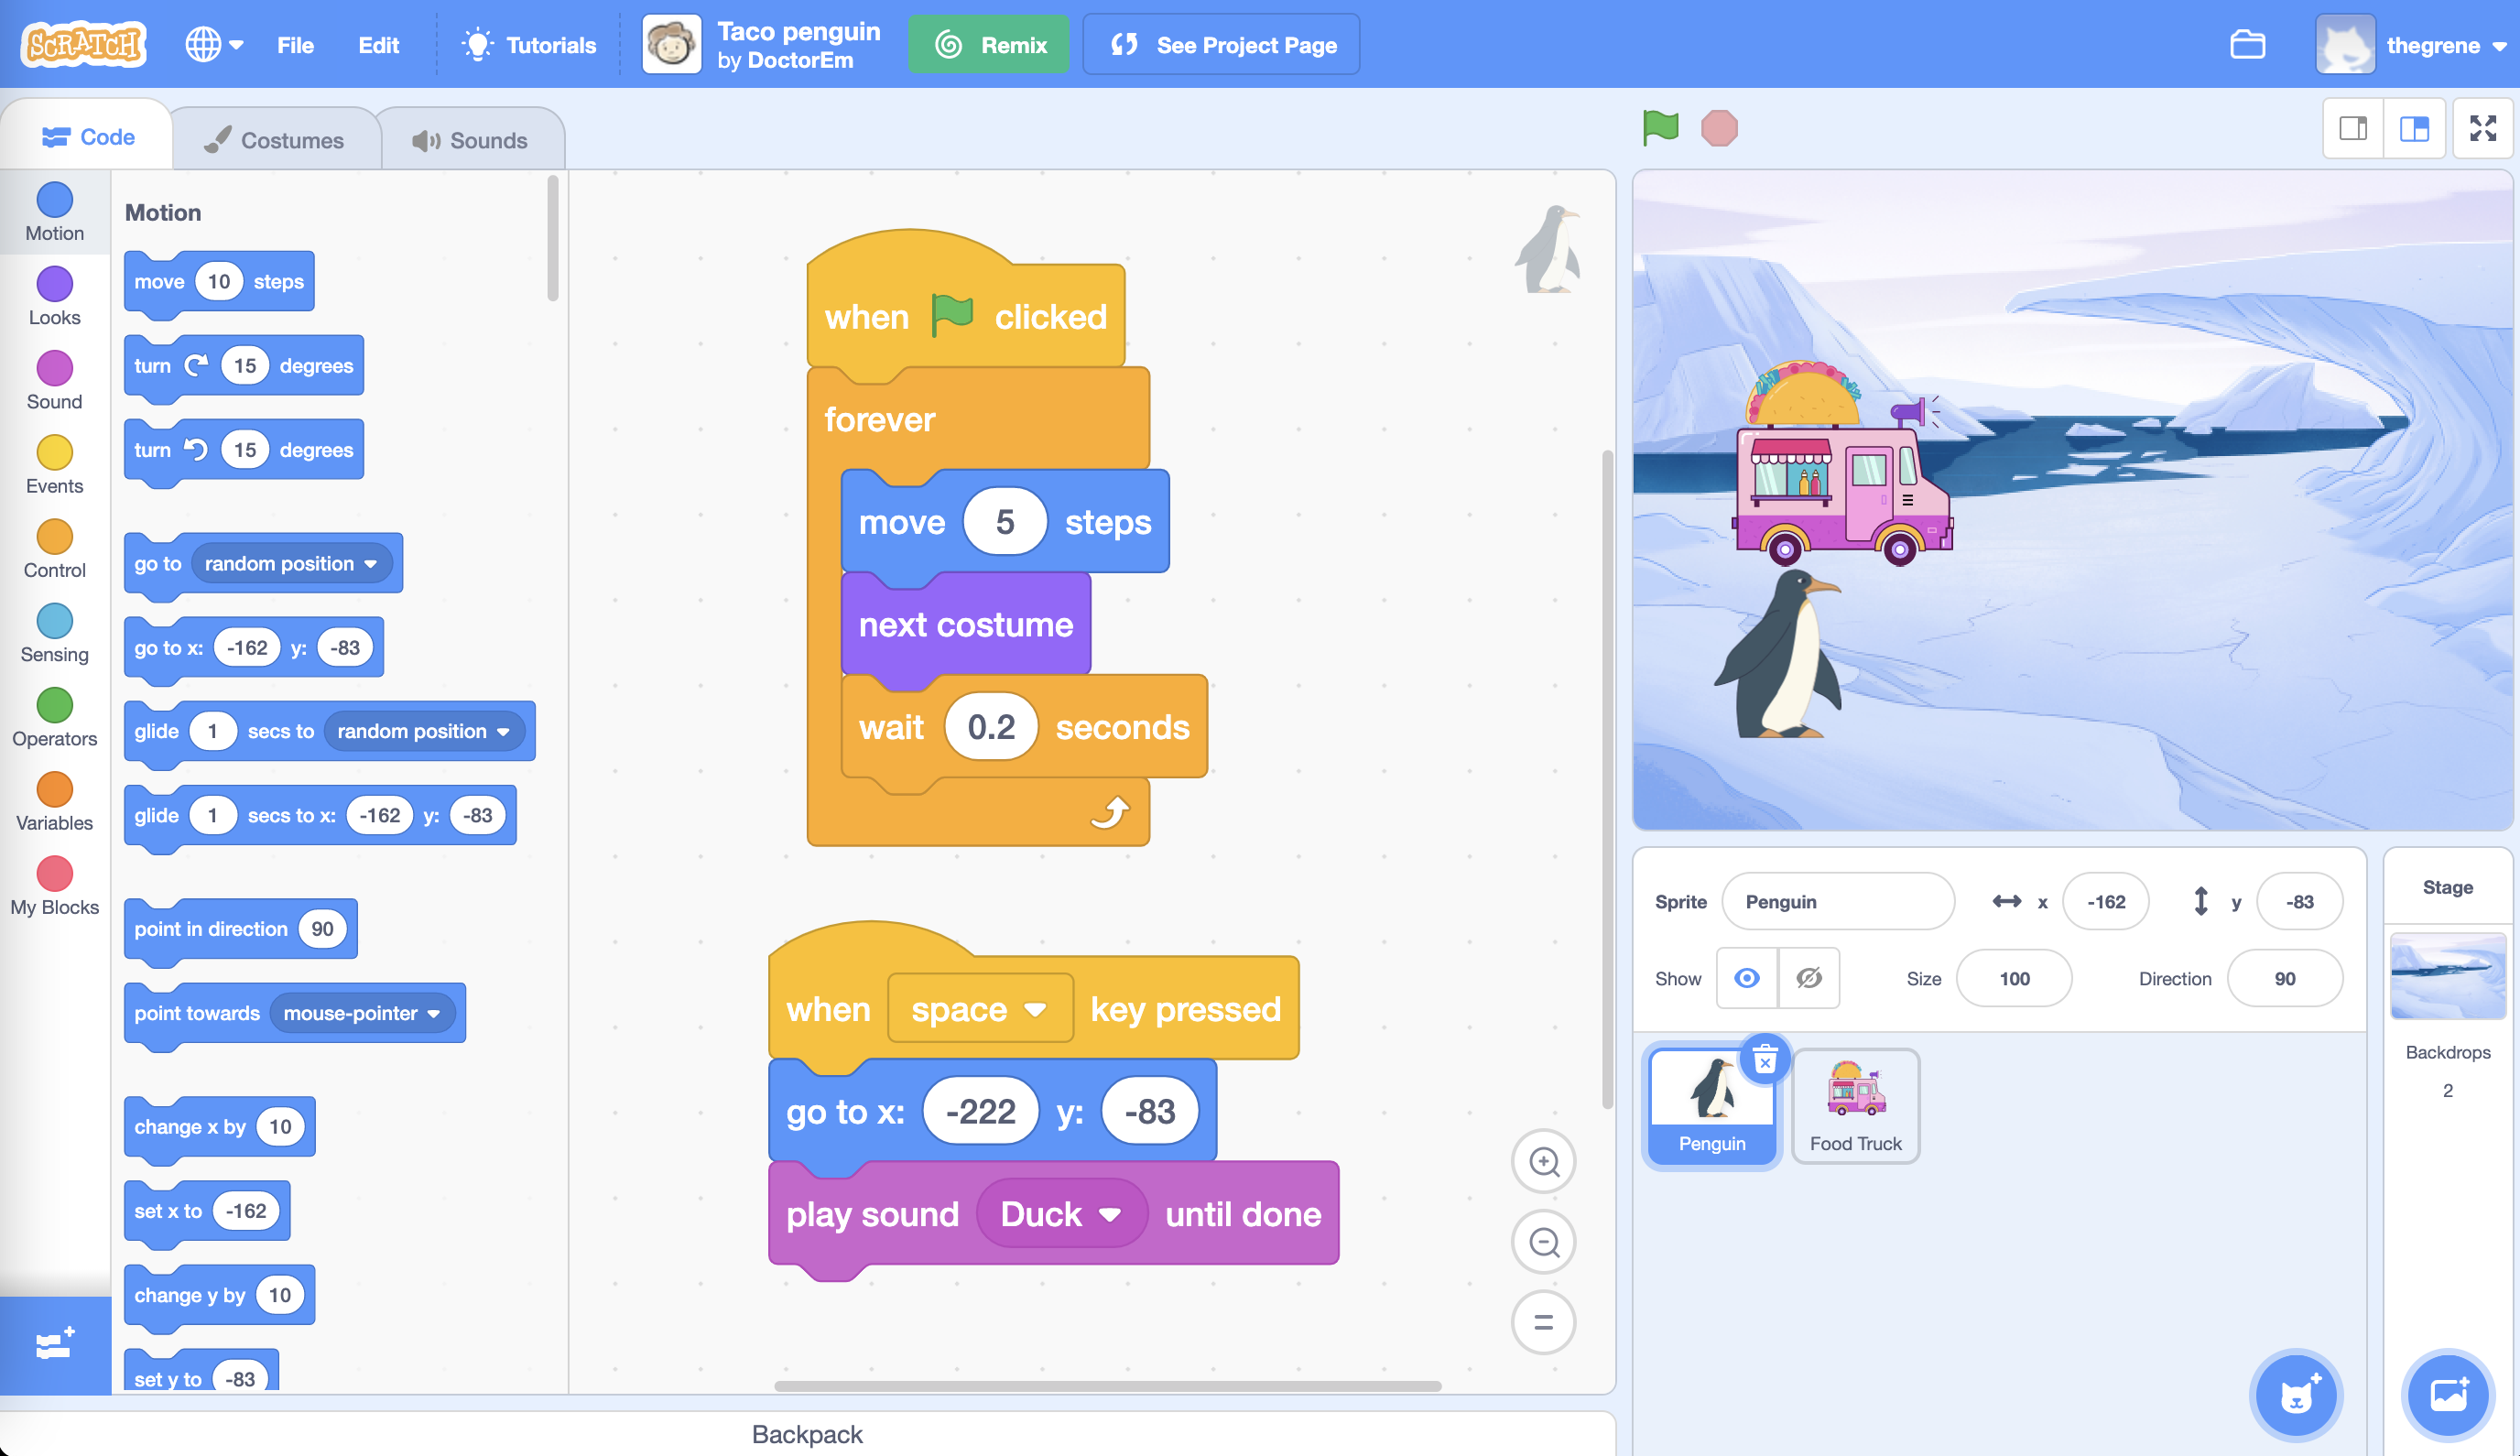 SCRATCH
File
Edit
Tutorials
Taco penguin
by DoctorEm
Remix
See Project Page
thegrene
Code
Costumes
Sounds
Motion
Looks
Sound
Events
Control
Sensing
Operators
Variables
My Blocks
Motion
move 10 steps
turn 15 degrees
turn 15 degrees
go to random position
go to x: -162 y: -83
glide 1 secs to random position
glide 1 secs to x: -162 y: -83
point in direction 90
point towards mouse-pointer
change x by 10
set x to -162
change y by 10
set y to -83
when clicked
forever
move 5 steps
next costume
wait 0.2 seconds
when space key pressed
go to x: -222 y: -83
play sound Duck until done
Backpack
Sprite Penguin x -162 y -83
Show Size 100 Direction 90
Penguin
Food Truck
Stage
Backdrops
2